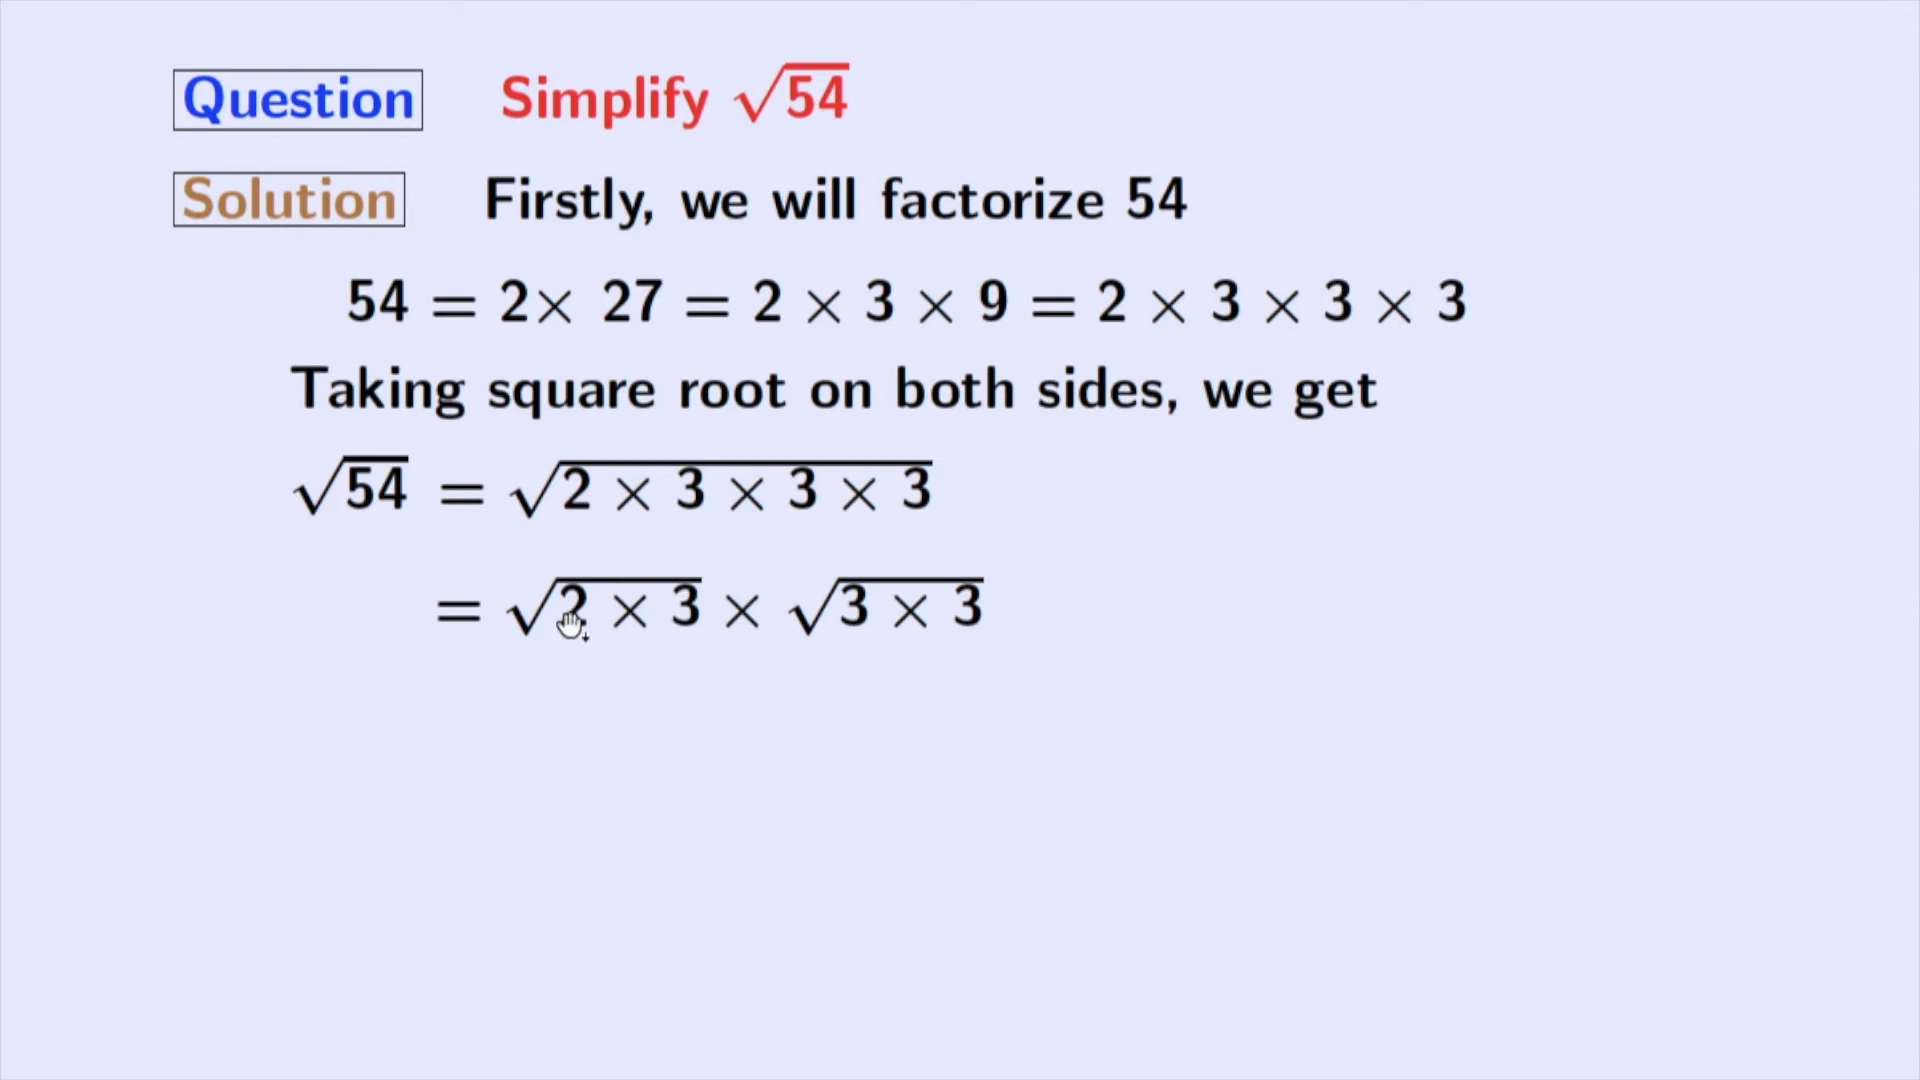 Question Simplify √54
Solution Firstly, we will factorize 54
54 = 2× 27 = 2 × 3 × 9 = 2 × 3 × 3 × 3
Taking square root on both sides, we get
√54 = √(2 × 3 × 3 × 3)
= √(2 × 3) × √(3 × 3)